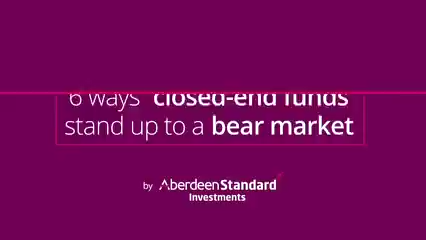 6 ways closed-end funds
stand up to a bear market
by AberdeenStandard
Investments